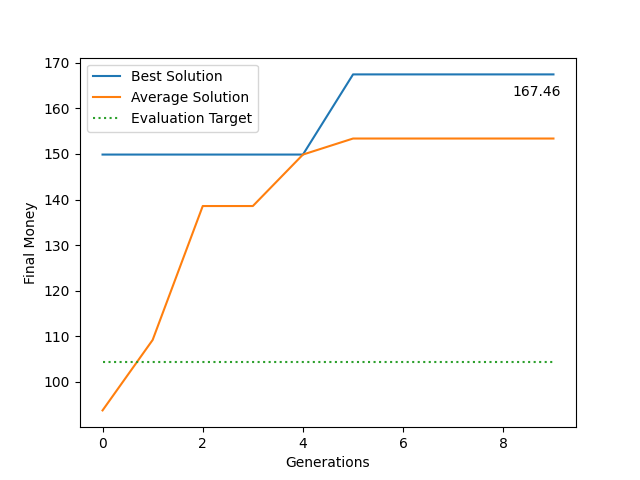 Best Solution
Average Solution
Evaluation Target
167.46
170
160
150
140
130
120
110
100
Final Money
0 2 4 6 8
Generations